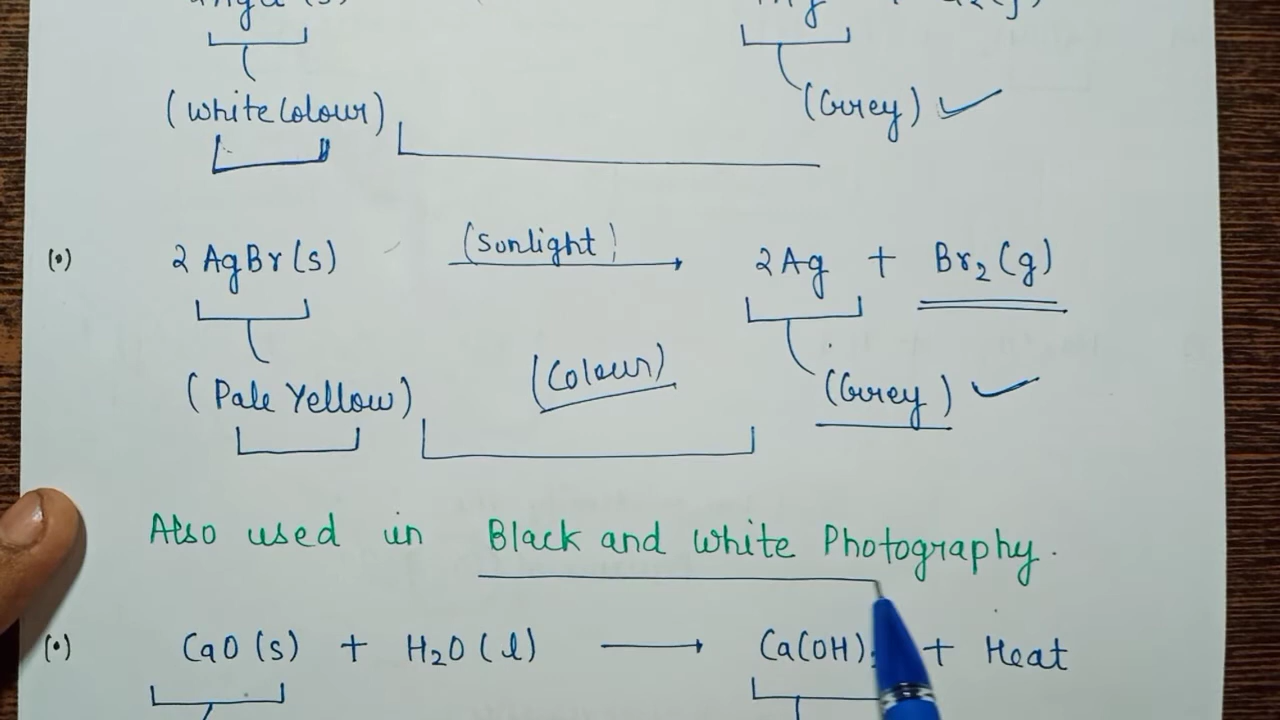 (White Colour) (Grey) ✓
(•) 2 AgBr(s) (Sunlight) → 2Ag + Br₂(g)
(Pale Yellow) (Colour) (Grey) ✓
Also used in Black and White Photography.
(•) CaO(s) + H₂O(l) → Ca(OH) + Heat